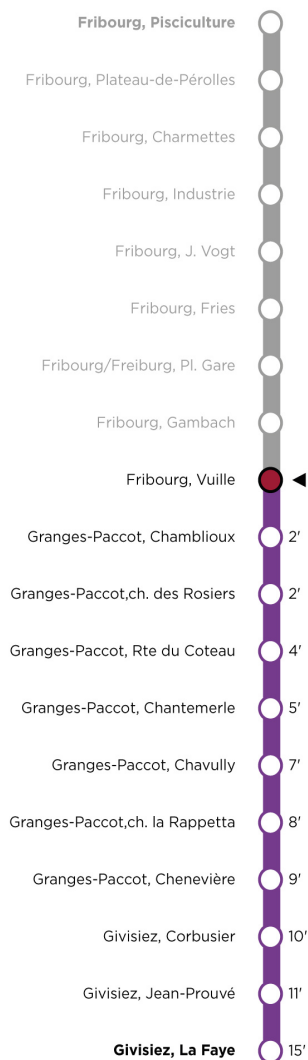 Fribourg, Pisciculture
Fribourg, Plateau-de-Pérolles
Fribourg, Charmettes
Fribourg, Industrie
Fribourg, J. Vogt
Fribourg, Fries
Fribourg/Freiburg, Pl. Gare
Fribourg, Gambach
Fribourg, Vuille
Granges-Paccot, Chamblioux 2'
Granges-Paccot,ch. des Rosiers 2'
Granges-Paccot, Rte du Coteau 4'
Granges-Paccot, Chantemerle 5'
Granges-Paccot, Chavully 7'
Granges-Paccot,ch. la Rappetta 8'
Granges-Paccot, Chenevière 9'
Givisiez, Corbusier 10'
Givisiez, Jean-Prouvé 11'
Givisiez, La Faye 15'